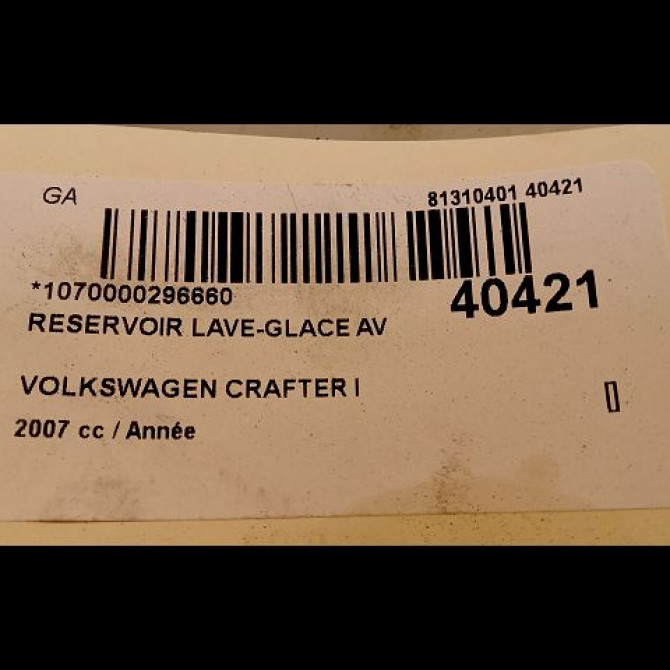 GA
81310401 40421
*1070000296660
40421
RESERVOIR LAVE-GLACE AV
VOLKSWAGEN CRAFTER I
[]
2007 cc / Année